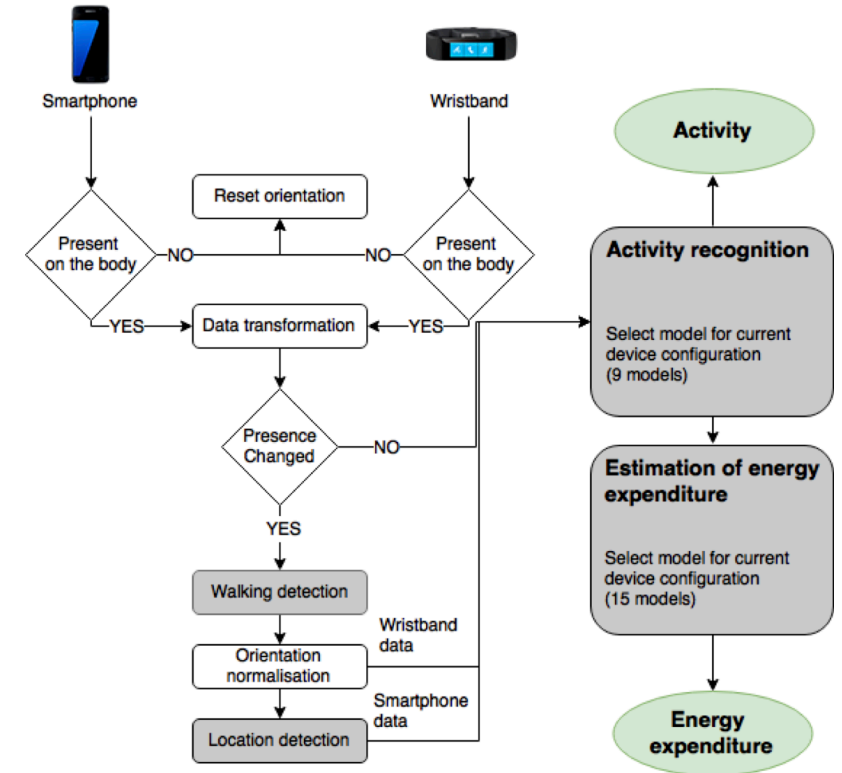 Smartphone
Wristband
Activity
Reset orientation
Present
on the body
NO
NO
Present
on the body
Activity recognition
Select model for current
device configuration
(9 models)
YES
Data transformation
YES
Presence
Changed
NO
Estimation of energy
expenditure
Select model for current
device configuration
(15 models)
YES
Walking detection
Wristband
data
Orientation
normalisation
Smartphone
data
Location detection
Energy
expenditure